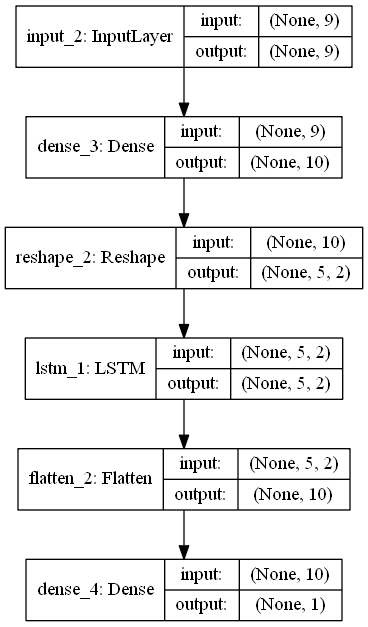 input_2: InputLayer
input: (None, 9)
output: (None, 9)
dense_3: Dense
input: (None, 9)
output: (None, 10)
reshape_2: Reshape
input: (None, 10)
output: (None, 5, 2)
lstm_1: LSTM
input: (None, 5, 2)
output: (None, 5, 2)
flatten_2: Flatten
input: (None, 5, 2)
output: (None, 10)
dense_4: Dense
input: (None, 10)
output: (None, 1)